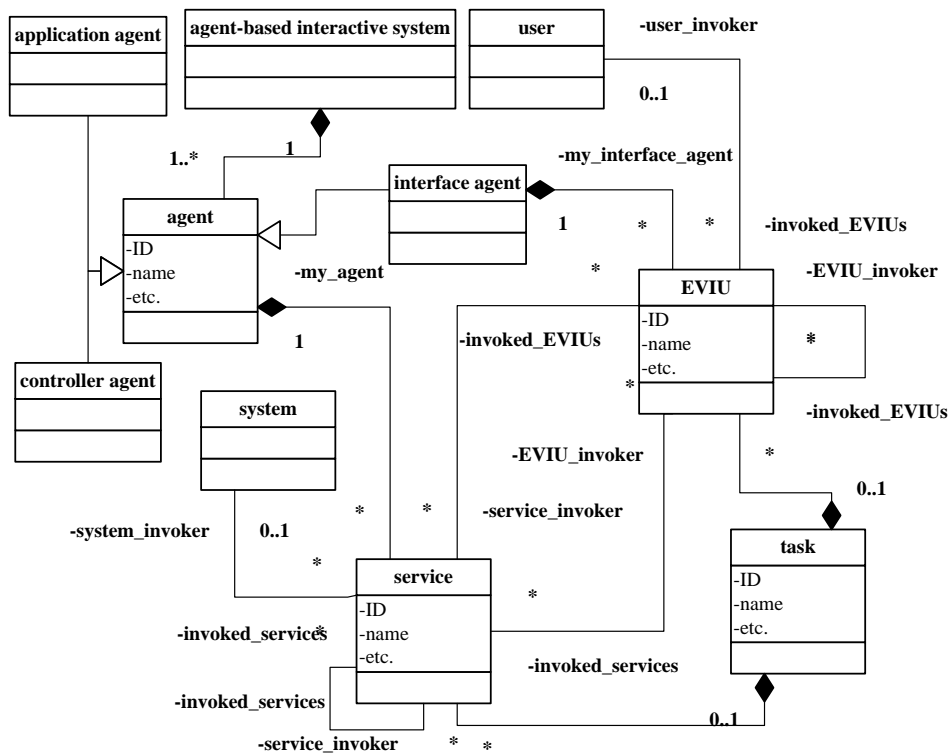 application agent
agent-based interactive system
user
-user_invoker
0..1
1..*
1
-my_interface_agent
interface agent
agent
-ID
-name
-etc.
1
*
*
-invoked_EVIUs
-my_agent
*
-EVIU_invoker
EVIU
-ID
-name
-etc.
1
-invoked_EVIUs
*
*
controller agent
system
-invoked_EVIUs
-EVIU_invoker
*
0..1
-system_invoker
0..1
*
*
-service_invoker
task
-ID
-name
-etc.
*
service
-ID
-name
-etc.
*
-invoked_services
*
-invoked_services
-invoked_services
0..1
-service_invoker
*
*